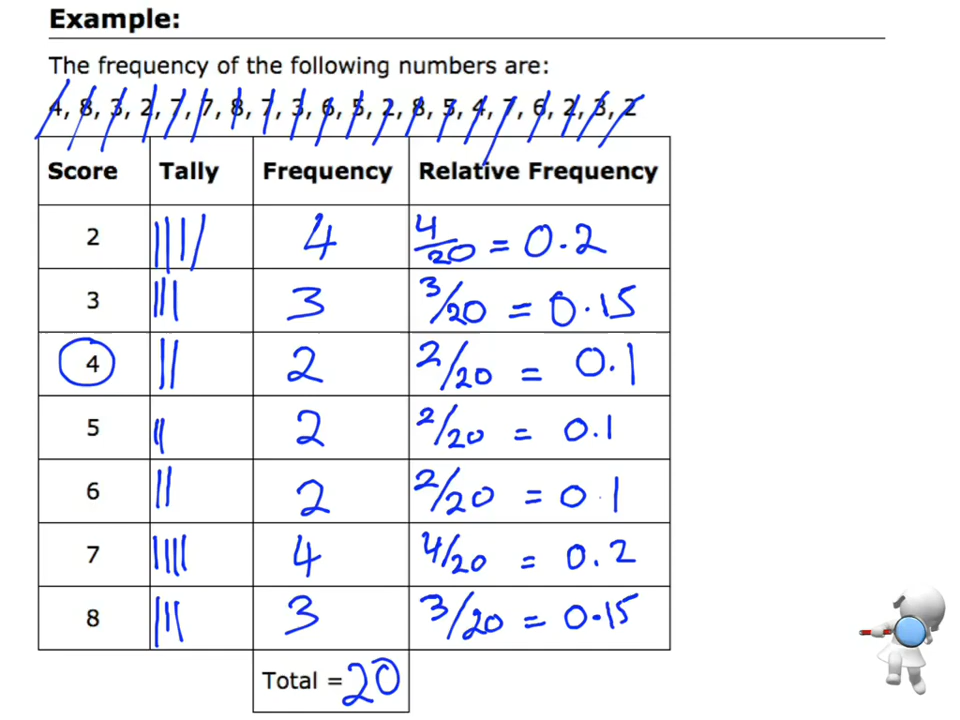 Example:
The frequency of the following numbers are:
4, 8, 3, 2, 7, 7, 8, 7, 3, 6, 5, 2, 8, 5, 4, 7, 6, 2, 3, 2
Score Tally Frequency Relative Frequency
2 |||| 4 4/20 = 0.2
3 ||| 3 3/20 = 0.15
4 || 2 2/20 = 0.1
5 || 2 2/20 = 0.1
6 || 2 2/20 = 0.1
7 |||| 4 4/20 = 0.2
8 ||| 3 3/20 = 0.15
Total = 20